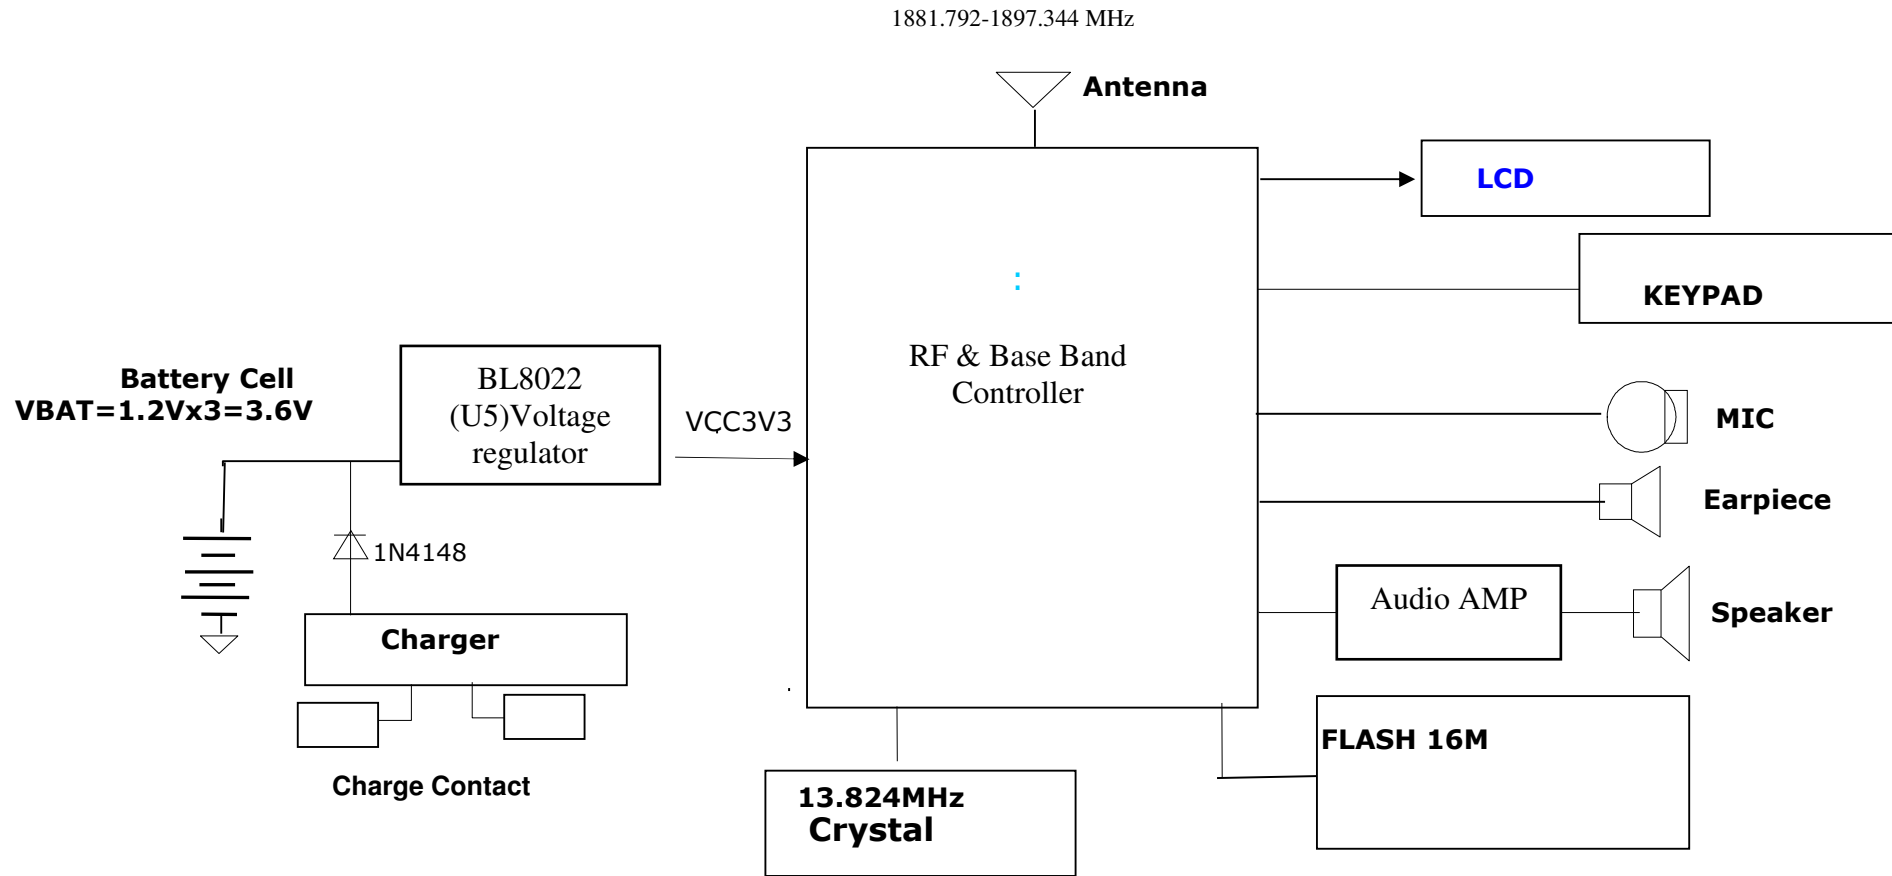 1881.792-1897.344 MHz
Antenna
LCD
:
KEYPAD
RF & Base Band
Controller
Battery Cell
VBAT=1.2Vx3=3.6V
BL8022
(U5)Voltage
regulator
VCC3V3
MIC
Earpiece
1N4148
Audio AMP
Speaker
Charger
FLASH 16M
Charge Contact
13.824MHz
Crystal